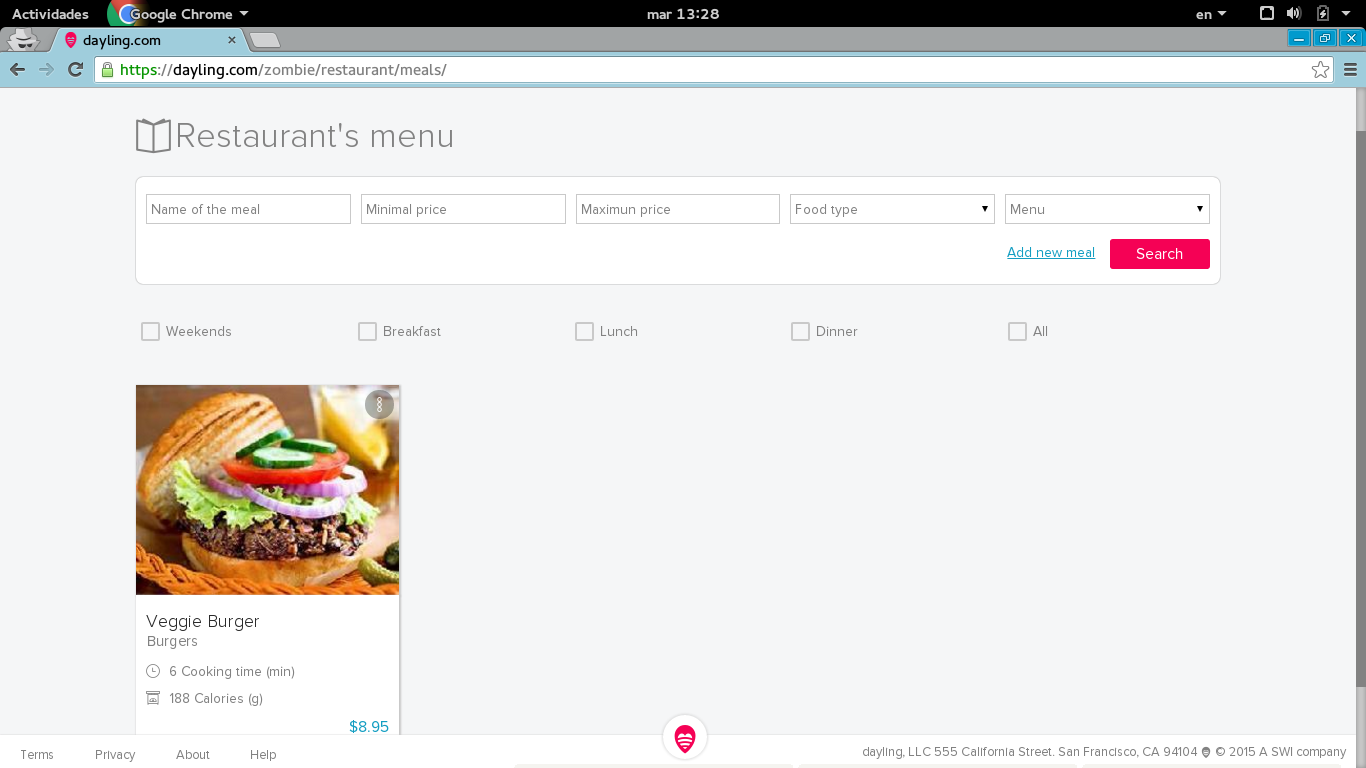 Actividades Google Chrome mar 13:28 en
dayling.com
https://dayling.com/zombie/restaurant/meals/
Restaurant's menu
Name of the meal Minimal price Maximun price Food type Menu
Add new meal Search
Weekends Breakfast Lunch Dinner All
Veggie Burger
Burgers
6 Cooking time (min)
188 Calories (g)
$8.95
Terms Privacy About Help dayling, LLC 555 California Street. San Francisco, CA 94104 © 2015 A SWI company